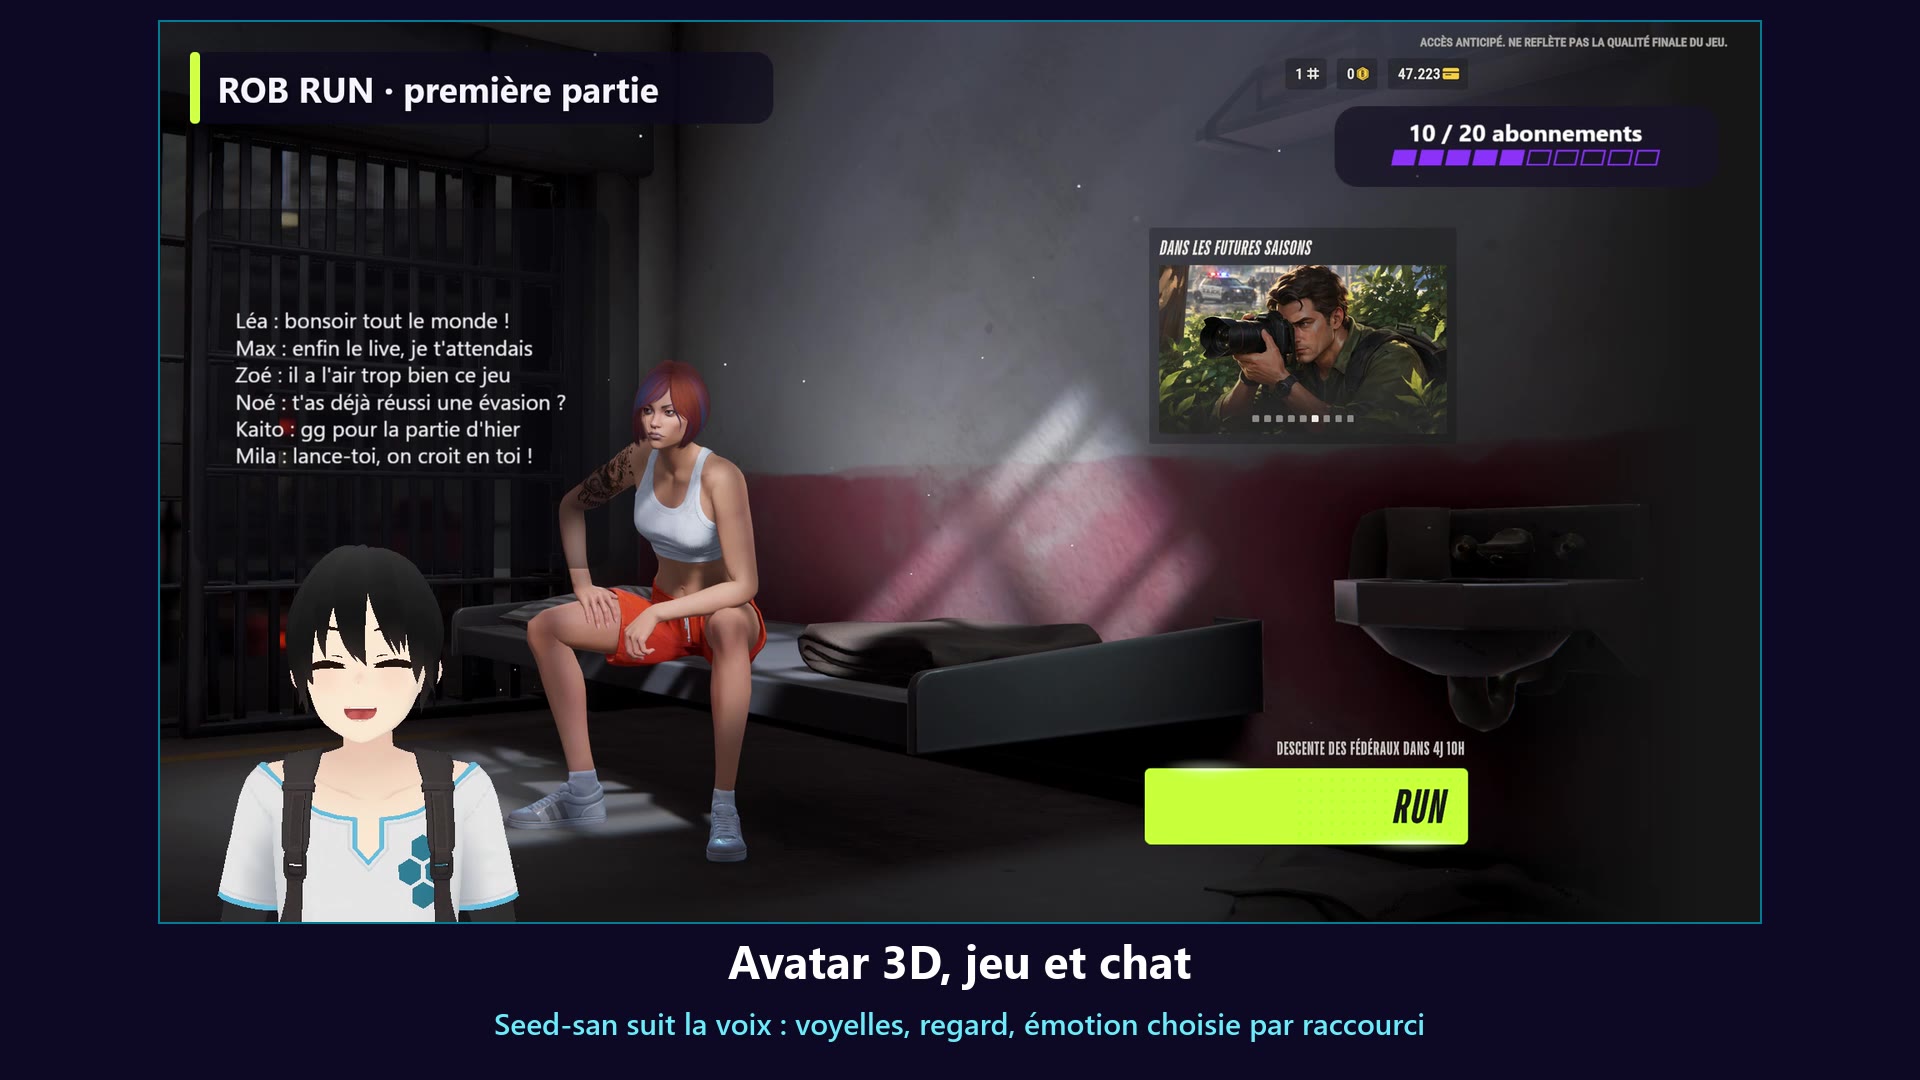 ACCÈS ANTICIPÉ. NE REFLÈTE PAS LA QUALITÉ FINALE DU JEU.
ROB RUN · première partie
1 0 47.223
10 / 20 abonnements
DANS LES FUTURES SAISONS
Léa : bonsoir tout le monde !
Max : enfin le live, je t'attendais
Zoé : il a l'air trop bien ce jeu
Noé : t'as déjà réussi une évasion ?
Kaito : gg pour la partie d'hier
Mila : lance-toi, on croit en toi !
DESCENTE DES FÉDÉRAUX DANS 4J 10H
RUN
Avatar 3D, jeu et chat
Seed-san suit la voix : voyelles, regard, émotion choisie par raccourci